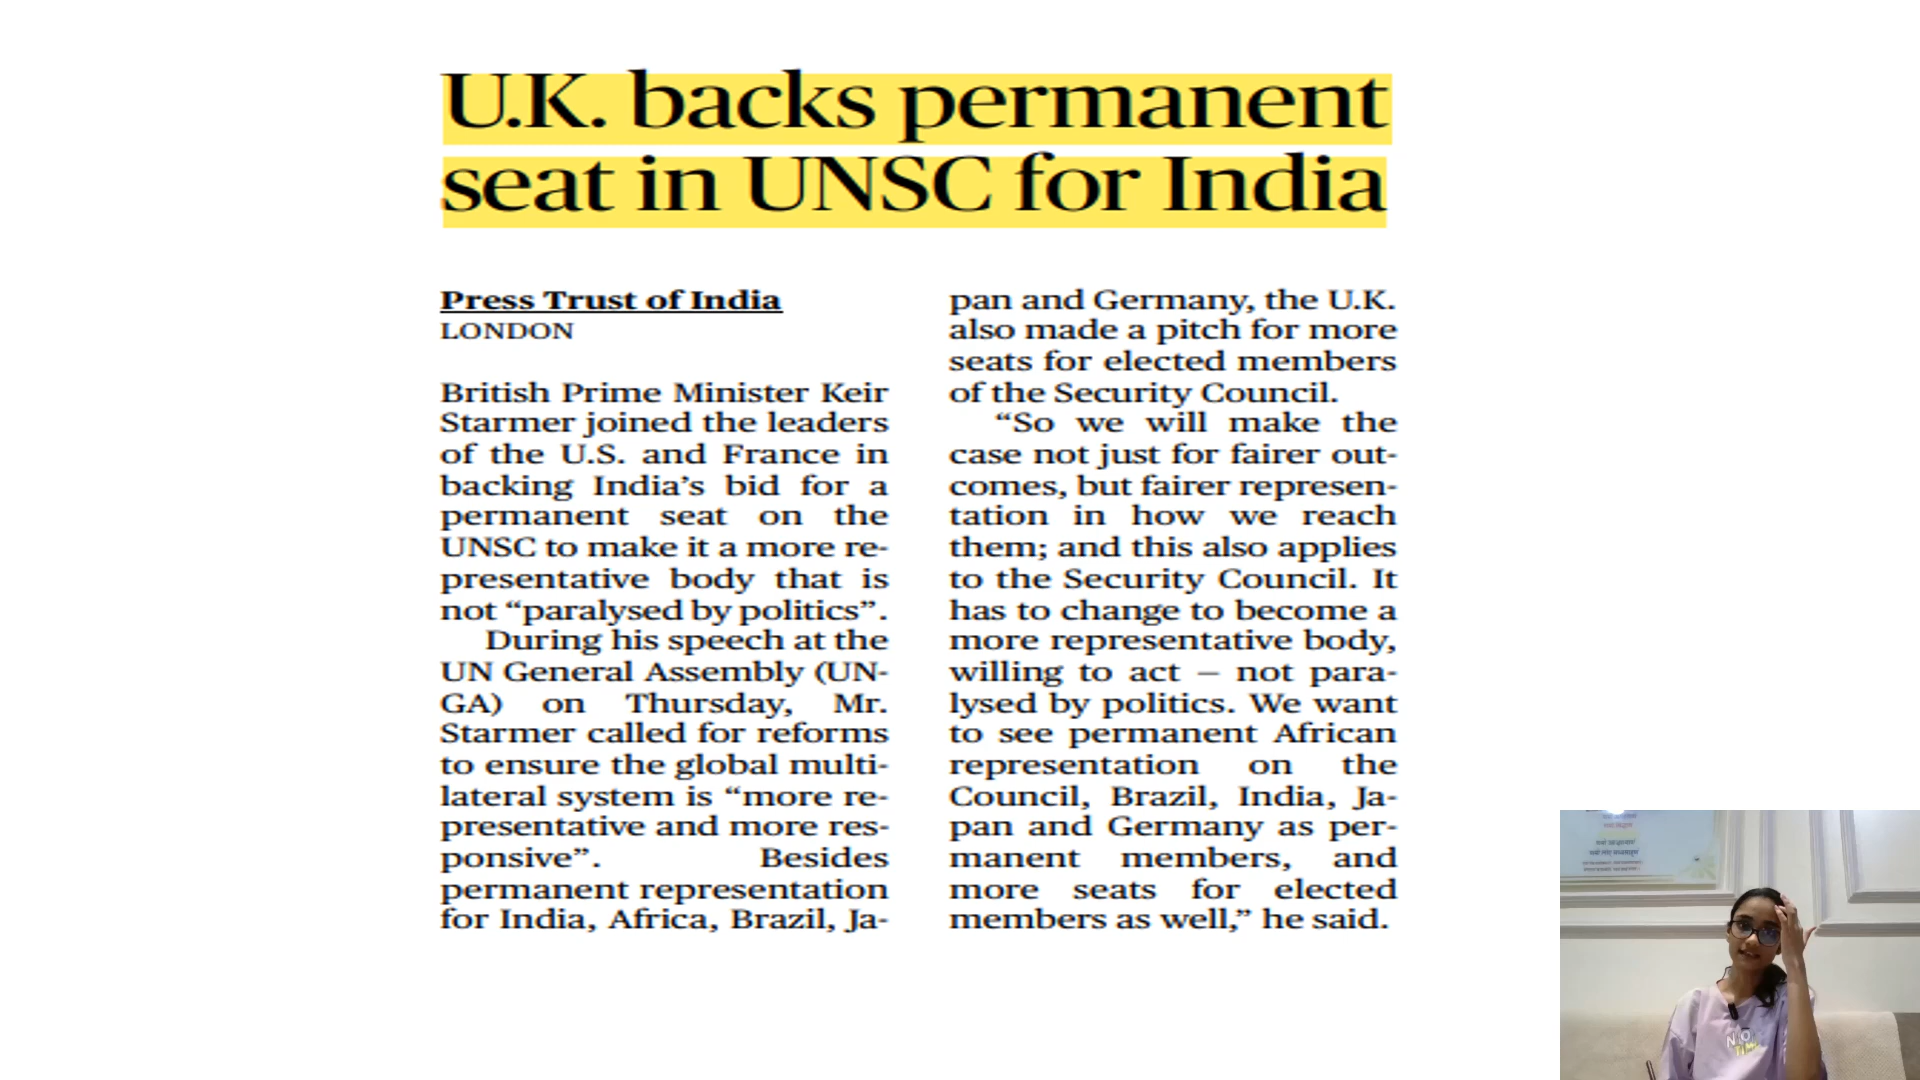 U.K. backs permanent
seat in UNSC for India
Press Trust of India
LONDON
British Prime Minister Keir
Starmer joined the leaders
of the U.S. and France in
backing India’s bid for a
permanent seat on the
UNSC to make it a more re-
presentative body that is
not “paralysed by politics”.
During his speech at the
UN General Assembly (UN-
GA) on Thursday, Mr.
Starmer called for reforms
to ensure the global multi-
lateral system is “more re-
presentative and more res-
ponsive”. Besides
permanent representation
for India, Africa, Brazil, Ja-
pan and Germany, the U.K.
also made a pitch for more
seats for elected members
of the Security Council.
“So we will make the
case not just for fairer out-
comes, but fairer represen-
tation in how we reach
them; and this also applies
to the Security Council. It
has to change to become a
more representative body,
willing to act – not para-
lysed by politics. We want
to see permanent African
representation on the
Council, Brazil, India, Ja-
pan and Germany as per-
manent members, and
more seats for elected
members as well,” he said.